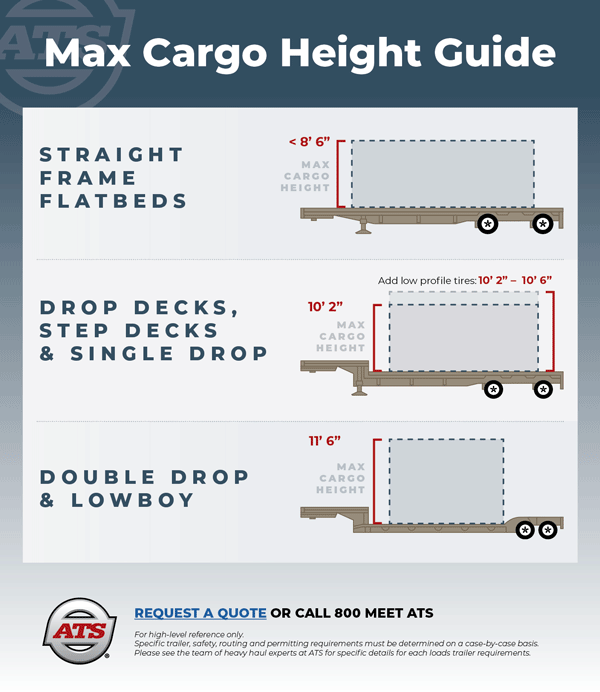 ATS
Max Cargo Height Guide
STRAIGHT
FRAME
FLATBEDS
< 8’ 6”
MAX
CARGO
HEIGHT
DROP DECKS,
STEP DECKS
& SINGLE DROP
Add low profile tires: 10’ 2” – 10’ 6”
10’ 2”
MAX
CARGO
HEIGHT
DOUBLE DROP
& LOWBOY
11’ 6”
MAX
CARGO
HEIGHT
ATS®
REQUEST A QUOTE OR CALL 800 MEET ATS
For high-level reference only.
Specific trailer, safety, routing and permitting requirements must be determined on a case-by-case basis.
Please see the team of heavy haul experts at ATS for specific details for each loads trailer requirements.